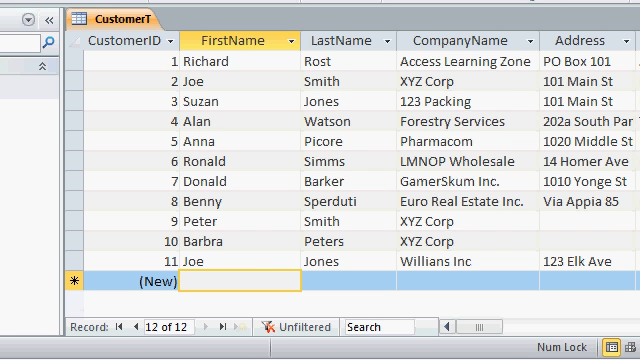 CustomerT
CustomerID FirstName LastName CompanyName Address
1 Richard Rost Access Learning Zone PO Box 101
2 Joe Smith XYZ Corp 101 Main St
3 Suzan Jones 123 Packing 101 Main St
4 Alan Watson Forestry Services 202a South Par
5 Anna Picore Pharmacom 1020 Middle St
6 Ronald Simms LMNOP Wholesale 14 Homer Ave
7 Donald Barker GamerSkum Inc. 1010 Yonge St
8 Benny Sperduti Euro Real Estate Inc. Via Appia 85
9 Peter Smith XYZ Corp
10 Barbra Peters XYZ Corp
11 Joe Jones Willians Inc 123 Elk Ave
(New)
Record: 12 of 12 Unfiltered Search
Num Lock